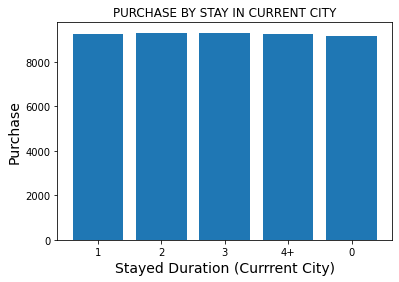 PURCHASE BY STAY IN CURRENT CITY
Purchase
8000
6000
4000
2000
0
1 2 3 4+ 0
Stayed Duration (Currrent City)